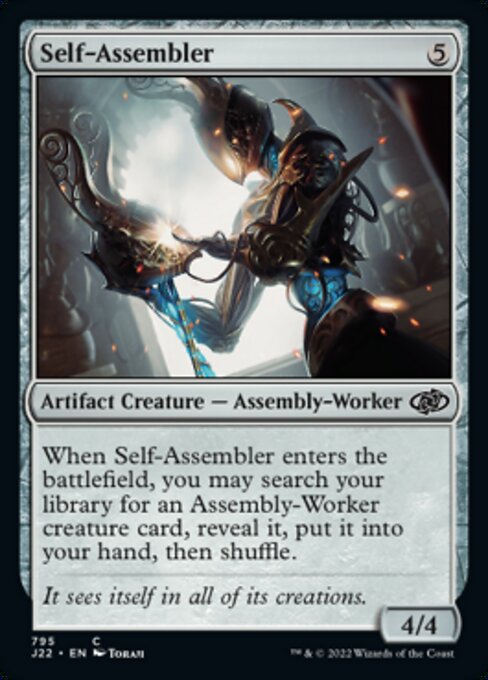 Self-Assembler 5
Artifact Creature — Assembly-Worker
When Self-Assembler enters the
battlefield, you may search your
library for an Assembly-Worker
creature card, reveal it, put it into
your hand, then shuffle.
It sees itself in all of its creations.
4/4
795 C
J22 • EN Toraji
™ & © 2022 Wizards of the Coast